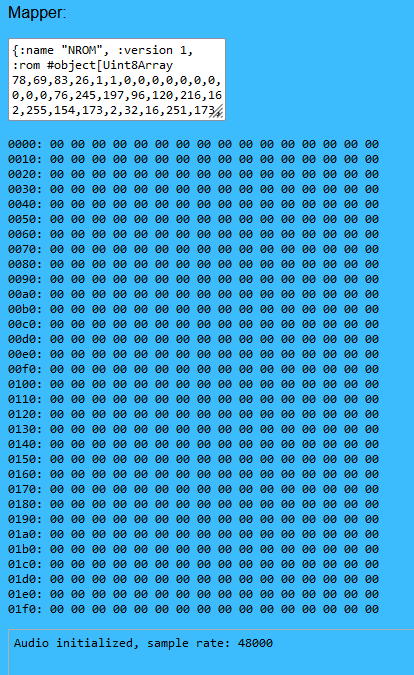 Mapper:
{:name "NROM", :version 1,
:rom #object[Uint8Array
78,69,83,26,1,1,0,0,0,0,0,0,0,
0,0,0,76,245,197,96,120,216,16
2,255,154,173,2,32,16,251,173,
0000: 00 00 00 00 00 00 00 00 00 00 00 00 00 00 00 00
0010: 00 00 00 00 00 00 00 00 00 00 00 00 00 00 00 00
0020: 00 00 00 00 00 00 00 00 00 00 00 00 00 00 00 00
0030: 00 00 00 00 00 00 00 00 00 00 00 00 00 00 00 00
0040: 00 00 00 00 00 00 00 00 00 00 00 00 00 00 00 00
0050: 00 00 00 00 00 00 00 00 00 00 00 00 00 00 00 00
0060: 00 00 00 00 00 00 00 00 00 00 00 00 00 00 00 00
0070: 00 00 00 00 00 00 00 00 00 00 00 00 00 00 00 00
0080: 00 00 00 00 00 00 00 00 00 00 00 00 00 00 00 00
0090: 00 00 00 00 00 00 00 00 00 00 00 00 00 00 00 00
00a0: 00 00 00 00 00 00 00 00 00 00 00 00 00 00 00 00
00b0: 00 00 00 00 00 00 00 00 00 00 00 00 00 00 00 00
00c0: 00 00 00 00 00 00 00 00 00 00 00 00 00 00 00 00
00d0: 00 00 00 00 00 00 00 00 00 00 00 00 00 00 00 00
00e0: 00 00 00 00 00 00 00 00 00 00 00 00 00 00 00 00
00f0: 00 00 00 00 00 00 00 00 00 00 00 00 00 00 00 00
0100: 00 00 00 00 00 00 00 00 00 00 00 00 00 00 00 00
0110: 00 00 00 00 00 00 00 00 00 00 00 00 00 00 00 00
0120: 00 00 00 00 00 00 00 00 00 00 00 00 00 00 00 00
0130: 00 00 00 00 00 00 00 00 00 00 00 00 00 00 00 00
0140: 00 00 00 00 00 00 00 00 00 00 00 00 00 00 00 00
0150: 00 00 00 00 00 00 00 00 00 00 00 00 00 00 00 00
0160: 00 00 00 00 00 00 00 00 00 00 00 00 00 00 00 00
0170: 00 00 00 00 00 00 00 00 00 00 00 00 00 00 00 00
0180: 00 00 00 00 00 00 00 00 00 00 00 00 00 00 00 00
0190: 00 00 00 00 00 00 00 00 00 00 00 00 00 00 00 00
01a0: 00 00 00 00 00 00 00 00 00 00 00 00 00 00 00 00
01b0: 00 00 00 00 00 00 00 00 00 00 00 00 00 00 00 00
01c0: 00 00 00 00 00 00 00 00 00 00 00 00 00 00 00 00
01d0: 00 00 00 00 00 00 00 00 00 00 00 00 00 00 00 00
01e0: 00 00 00 00 00 00 00 00 00 00 00 00 00 00 00 00
01f0: 00 00 00 00 00 00 00 00 00 00 00 00 00 00 00 00
Audio initialized, sample rate: 48000